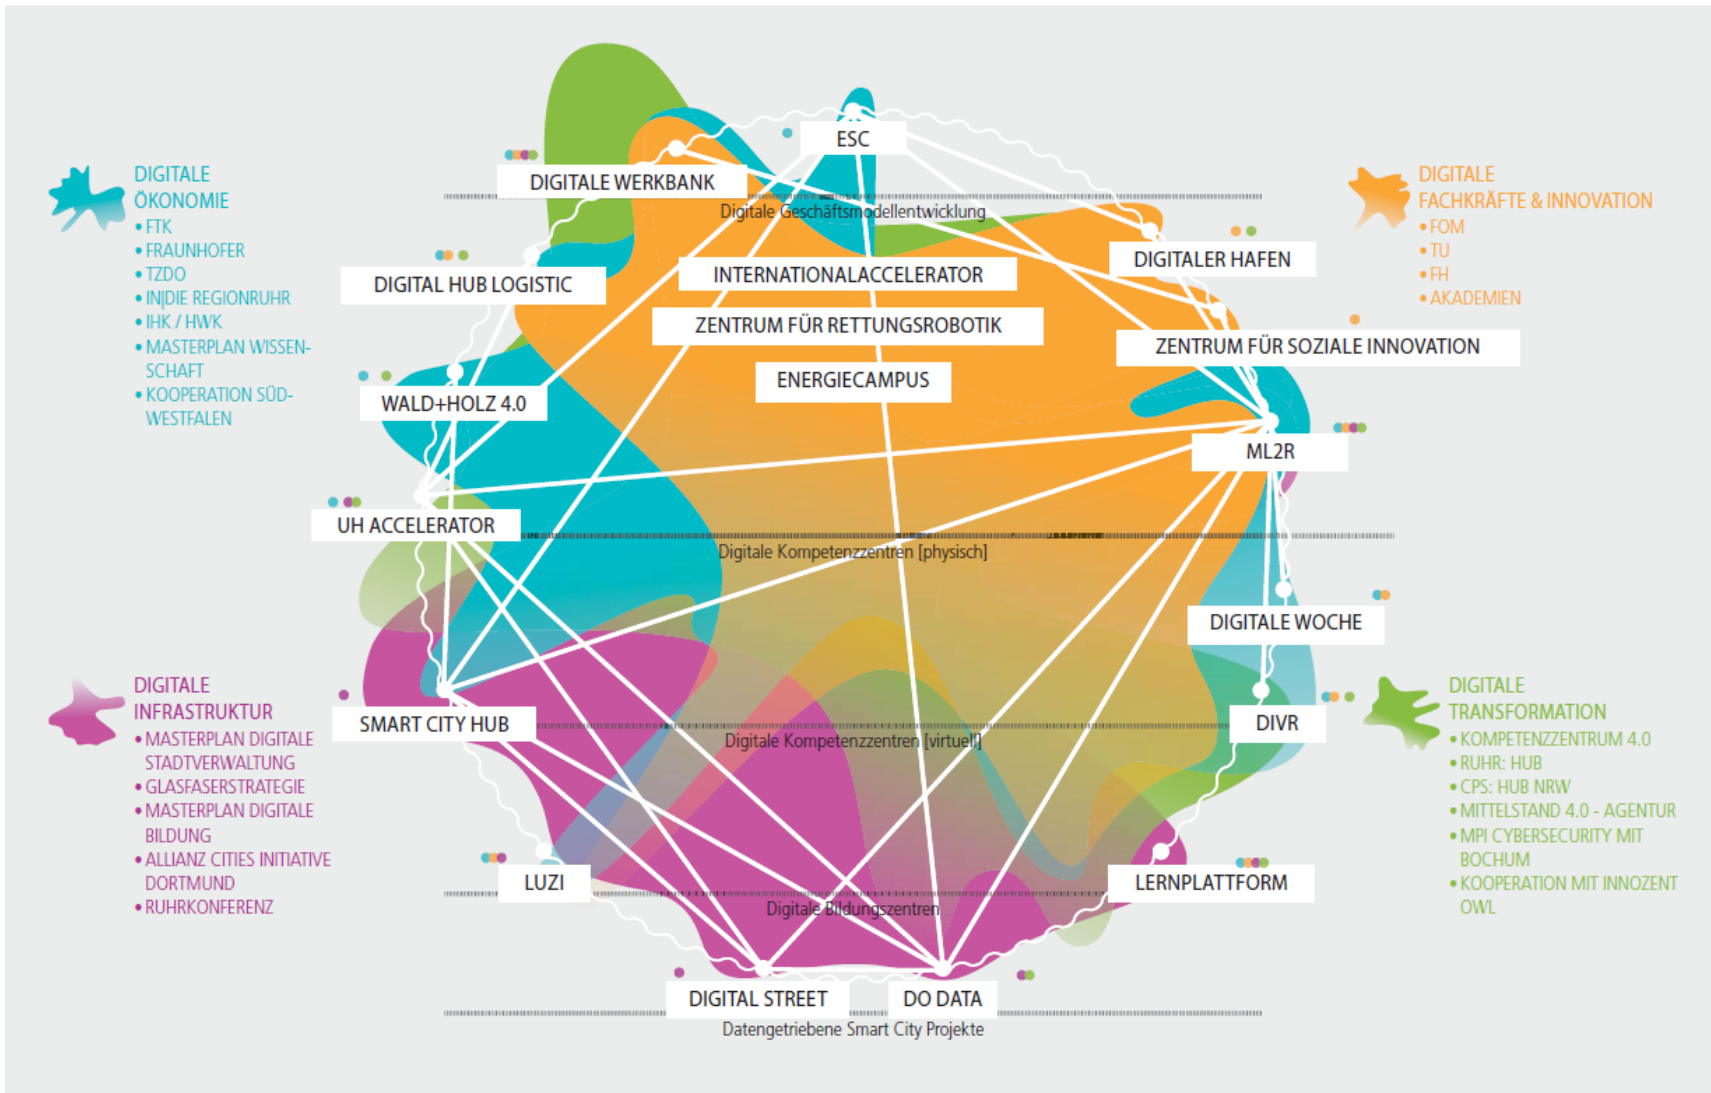 ESC
DIGITALE WERKBANK
Digitale Geschäftsmodellentwicklung
DIGITAL HUB LOGISTIC
INTERNATIONALACCELERATOR
DIGITALER HAFEN
ZENTRUM FÜR RETTUNGSROBOTIK
ZENTRUM FÜR SOZIALE INNOVATION
ENERGIECAMPUS
WALD+HOLZ 4.0
ML2R
UH ACCELERATOR
Digitale Kompetenzzentren [physisch]
DIGITALE WOCHE
SMART CITY HUB
DIVR
Digitale Kompetenzzentren [virtuell]
LUZI
LERNPLATTFORM
Digitale Bildungszentren
DIGITAL STREET
DO DATA
Datengetriebene Smart City Projekte
DIGITALE
ÖKONOMIE
• FTK
• FRAUNHOFER
• TZDO
• IN|DIE REGIONRUHR
• IHK / HWK
• MASTERPLAN WISSEN-
SCHAFT
• KOOPERATION SÜD-
WESTFALEN
DIGITALE
FACHKRÄFTE & INNOVATION
• FOM
• TU
• FH
• AKADEMIEN
DIGITALE
INFRASTRUKTUR
• MASTERPLAN DIGITALE
STADTVERWALTUNG
• GLASFASERSTRATEGIE
• MASTERPLAN DIGITALE
BILDUNG
• ALLIANZ CITIES INITIATIVE
DORTMUND
• RUHRKONFERENZ
DIGITALE
TRANSFORMATION
• KOMPETENZZENTRUM 4.0
• RUHR: HUB
• CPS: HUB NRW
• MITTELSTAND 4.0 - AGENTUR
• MPI CYBERSECURITY MIT
BOCHUM
• KOOPERATION MIT INNOZENT
OWL